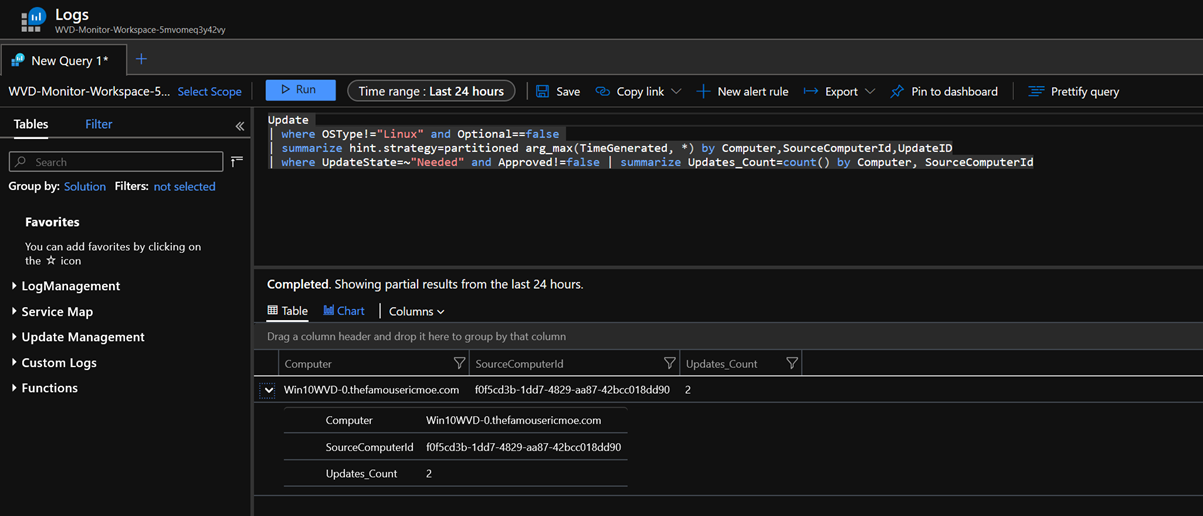 Logs
WVD-Monitor-Workspace-5mvomeq3y42vy
New Query 1*
WVD-Monitor-Workspace-5... Select Scope Run Time range : Last 24 hours Save Copy link New alert rule Export Pin to dashboard Prettify query
Tables Filter
Search
Group by: Solution Filters: not selected
Favorites
You can add favorites by clicking on
the ☆ icon
LogManagement
Service Map
Update Management
Custom Logs
Functions
Update
| where OSType!="Linux" and Optional==false
| summarize hint.strategy=partitioned arg_max(TimeGenerated, *) by Computer,SourceComputerId,UpdateID
| where UpdateState=~"Needed" and Approved!=false | summarize Updates_Count=count() by Computer, SourceComputerId
Completed. Showing partial results from the last 24 hours.
Table Chart Columns
Drag a column header and drop it here to group by that column
Computer SourceComputerId Updates_Count
Win10WVD-0.thefamousericmoe.com f0f5cd3b-1dd7-4829-aa87-42bcc018dd90 2
Computer Win10WVD-0.thefamousericmoe.com
SourceComputerId f0f5cd3b-1dd7-4829-aa87-42bcc018dd90
Updates_Count 2